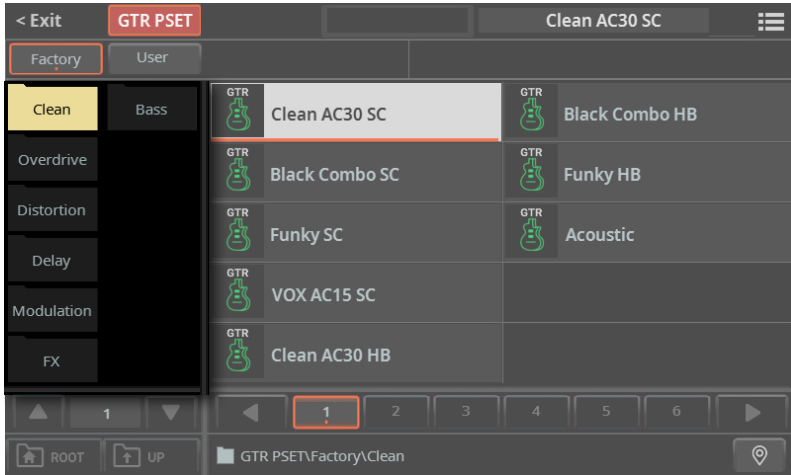 < Exit GTR PSET Clean AC30 SC
Factory User
Clean Bass
Overdrive
Distortion
Delay
Modulation
FX
GTR Clean AC30 SC GTR Black Combo HB
GTR Black Combo SC GTR Funky HB
GTR Funky SC GTR Acoustic
GTR VOX AC15 SC
GTR Clean AC30 HB
1 1 2 3 4 5 6
ROOT UP GTR PSET\Factory\Clean